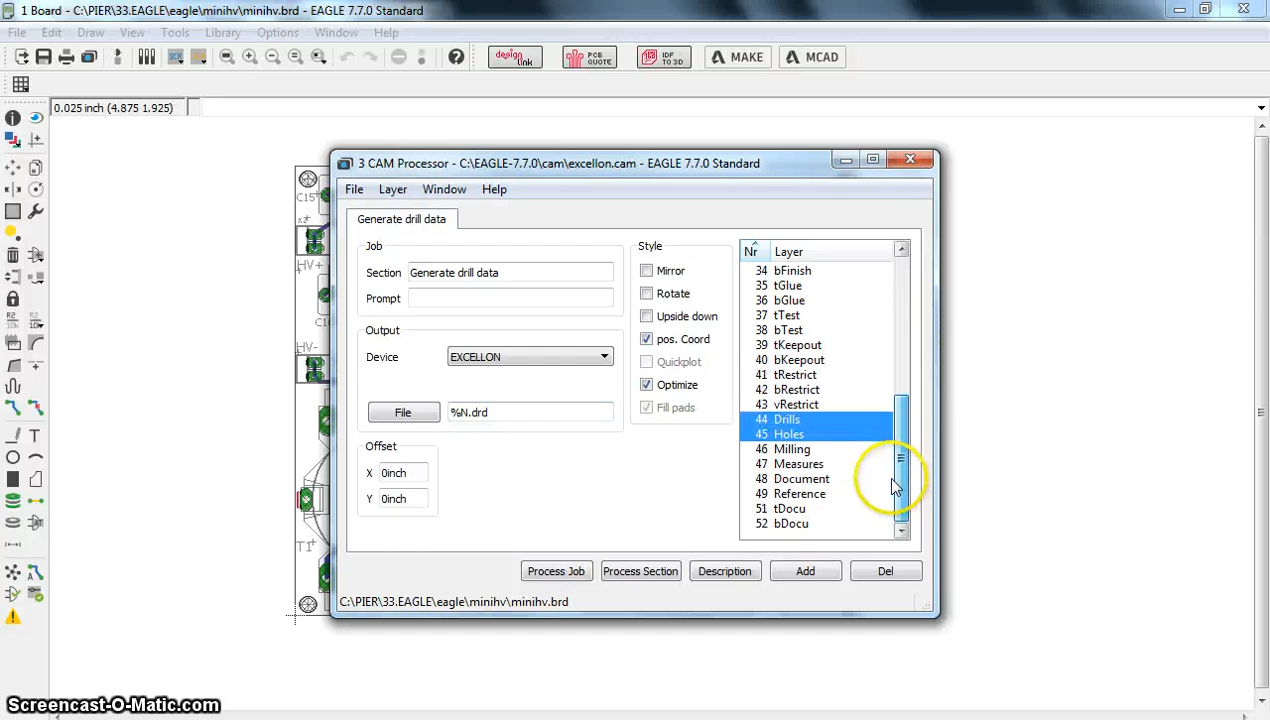 1 Board - C:\PIER\33.EAGLE\eagle\minihv\minihv.brd - EAGLE 7.7.0 Standard
File Edit Draw View Tools Library Options Window Help
design link
PCB QUOTE
IDF TO 3D
MAKE
MCAD
0.025 inch (4.875 1.925)
3 CAM Processor - C:\EAGLE-7.7.0\cam\excellon.cam - EAGLE 7.7.0 Standard
File Layer Window Help
Generate drill data
Job
Section Generate drill data
Prompt
Output
Device EXCELLON
File %N.drd
Offset
X 0inch
Y 0inch
Style
Mirror
Rotate
Upside down
pos. Coord
Quickplot
Optimize
Fill pads
Nr Layer
34 bFinish
35 tGlue
36 bGlue
37 tTest
38 bTest
39 tKeepout
40 bKeepout
41 tRestrict
42 bRestrict
43 vRestrict
44 Drills
45 Holes
46 Milling
47 Measures
48 Document
49 Reference
51 tDocu
52 bDocu
Process Job Process Section Description Add Del
C:\PIER\33.EAGLE\eagle\minihv\minihv.brd
C15
x2
HV+
HV-
T1
R2
10k
R2
10k
T
Screencast-O-Matic.com